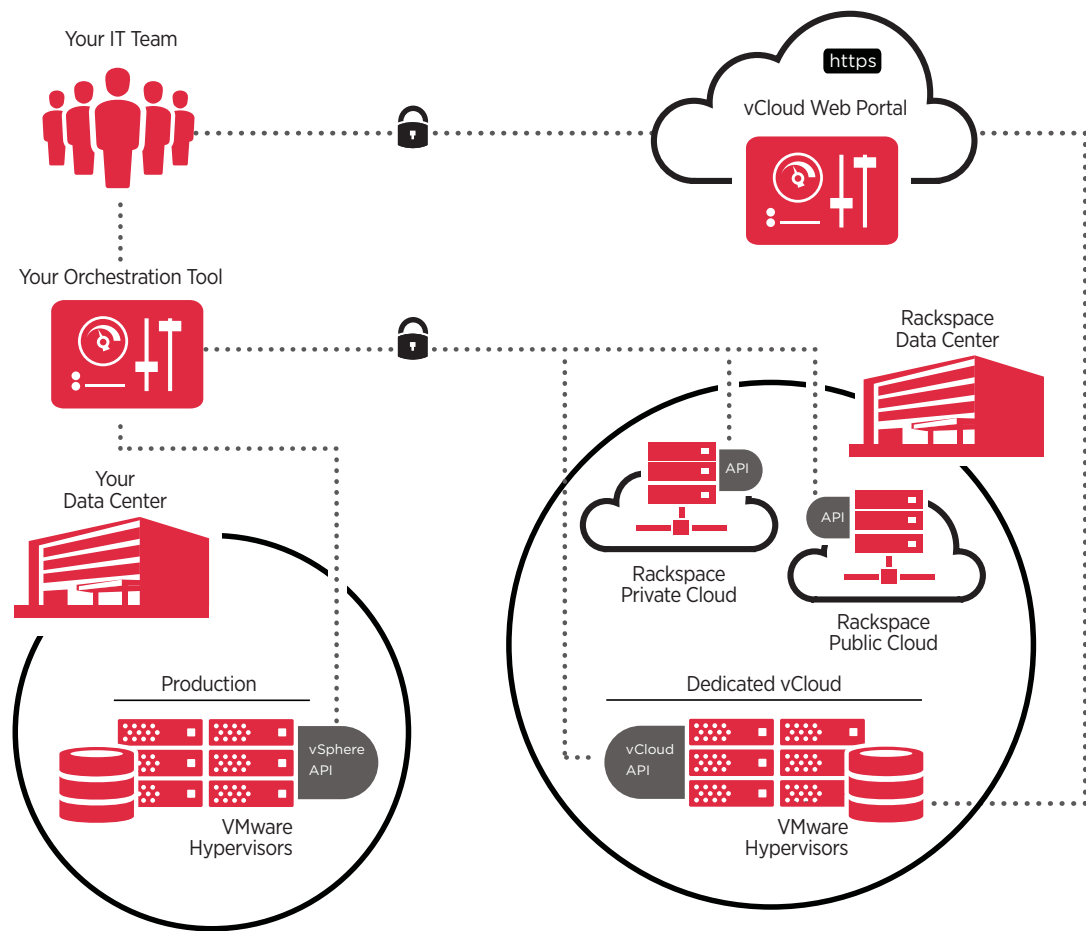 Your IT Team
https
vCloud Web Portal
Your Orchestration Tool
Rackspace
Data Center
API
Your
Data Center
API
Rackspace
Private Cloud
Rackspace
Public Cloud
Production
Dedicated vCloud
vSphere
API
vCloud
API
VMware
Hypervisors
VMware
Hypervisors